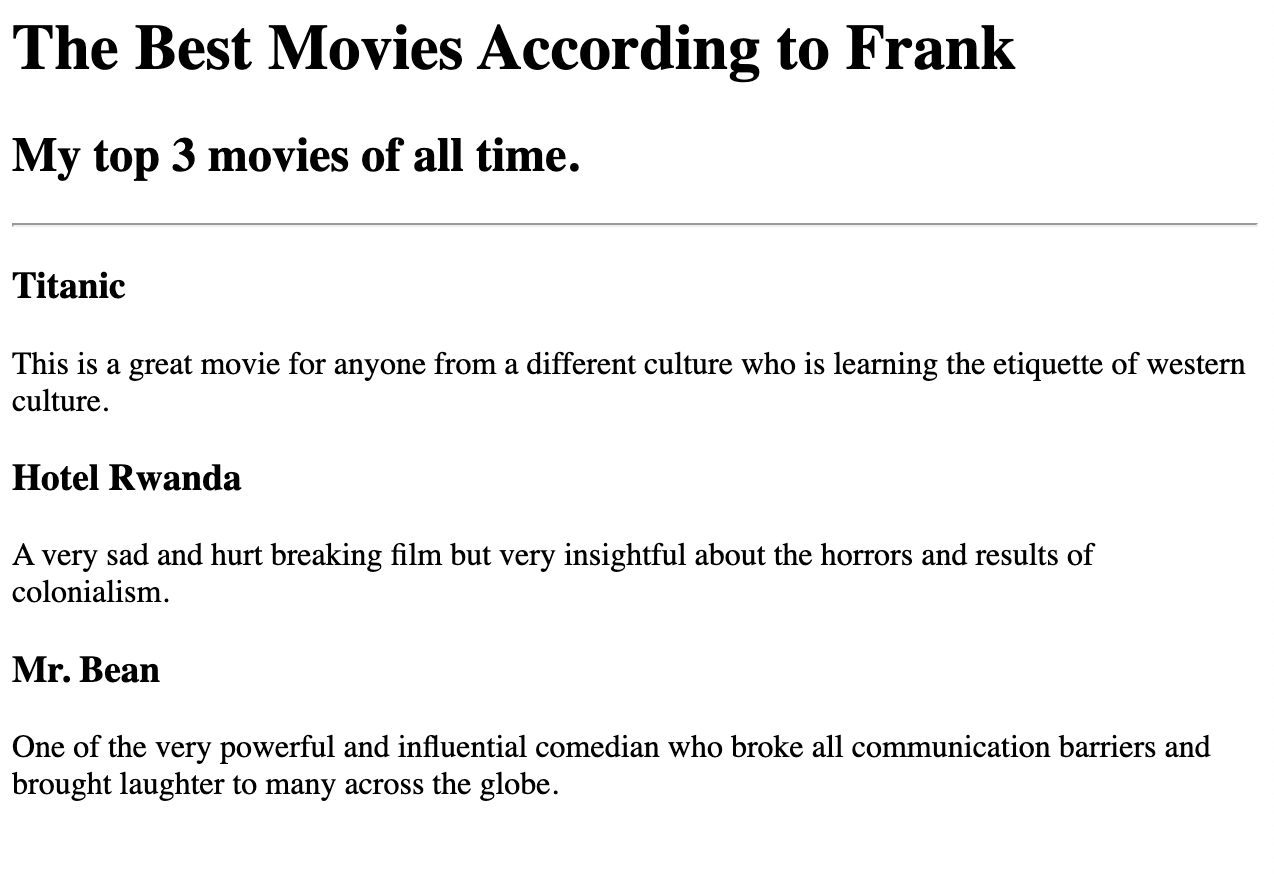 The Best Movies According to Frank
My top 3 movies of all time.
Titanic
This is a great movie for anyone from a different culture who is learning the etiquette of western
culture.
Hotel Rwanda
A very sad and hurt breaking film but very insightful about the horrors and results of
colonialism.
Mr. Bean
One of the very powerful and influential comedian who broke all communication barriers and
brought laughter to many across the globe.